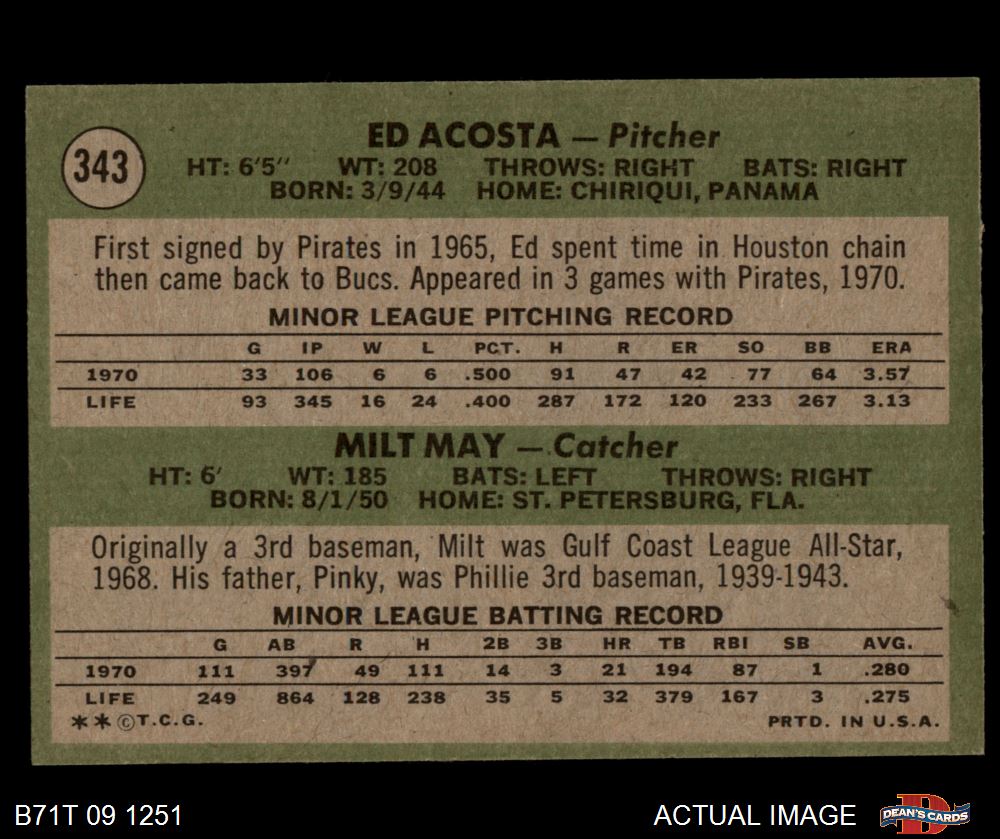 343
ED ACOSTA — Pitcher
HT: 6'5" WT: 208 THROWS: RIGHT BATS: RIGHT
BORN: 3/9/44 HOME: CHIRIQUI, PANAMA
First signed by Pirates in 1965, Ed spent time in Houston chain
then came back to Bucs. Appeared in 3 games with Pirates, 1970.
MINOR LEAGUE PITCHING RECORD
G IP W L PCT. H R ER SO BB ERA
1970 33 106 6 6 .500 91 47 42 77 64 3.57
LIFE 93 345 16 24 .400 287 172 120 233 267 3.13
MILT MAY — Catcher
HT: 6' WT: 185 BATS: LEFT THROWS: RIGHT
BORN: 8/1/50 HOME: ST. PETERSBURG, FLA.
Originally a 3rd baseman, Milt was Gulf Coast League All-Star,
1968. His father, Pinky, was Phillie 3rd baseman, 1939-1943.
MINOR LEAGUE BATTING RECORD
G AB R H 2B 3B HR TB RBI SB AVG.
1970 111 397 49 111 14 3 21 194 87 1 .280
LIFE 249 864 128 238 35 5 32 379 167 3 .275
**©T.C.G. PRTD. IN U.S.A.
B71T 09 1251 ACTUAL IMAGE DEAN'S CARDS